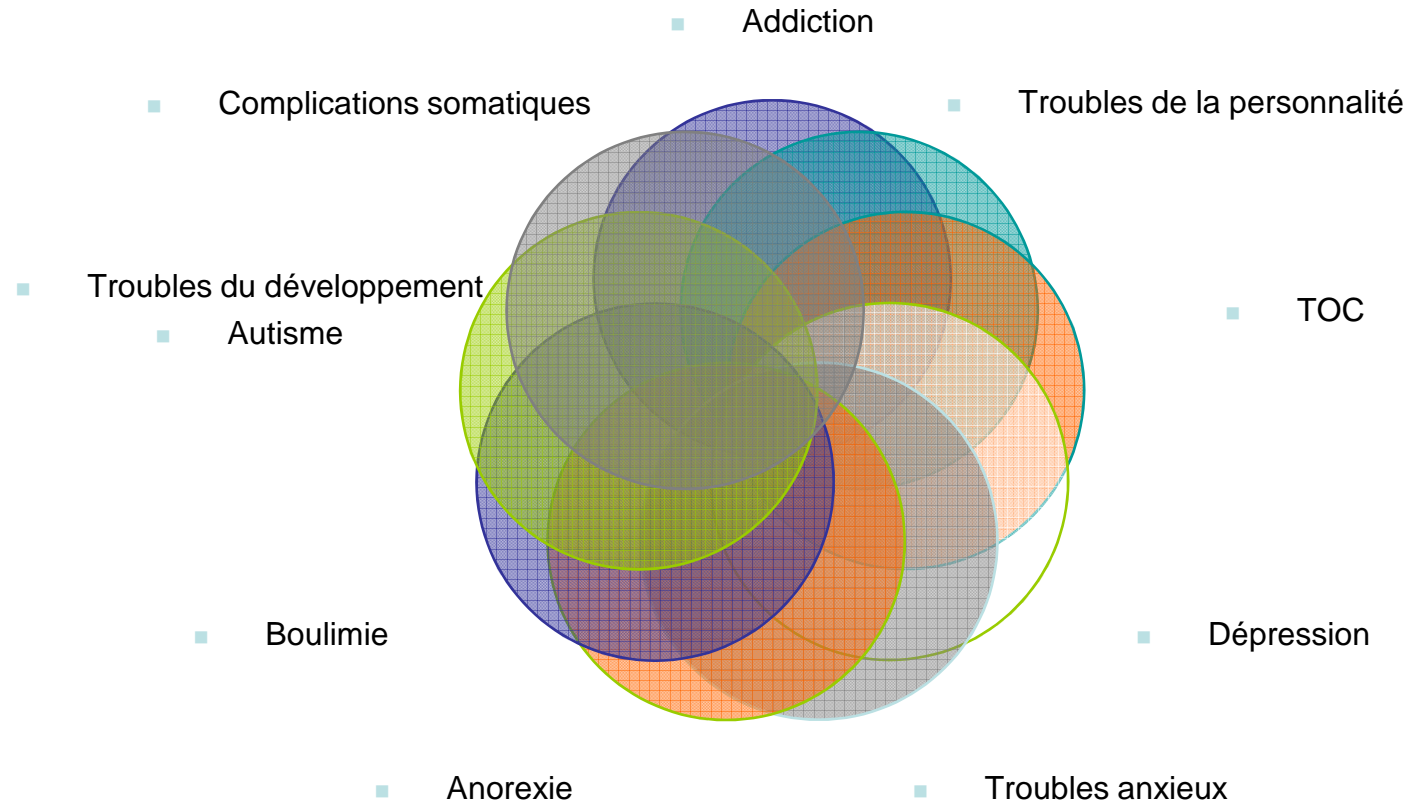 Addiction
Complications somatiques
Troubles de la personnalité
Troubles du développement
TOC
Autisme
Boulimie
Dépression
Anorexie
Troubles anxieux